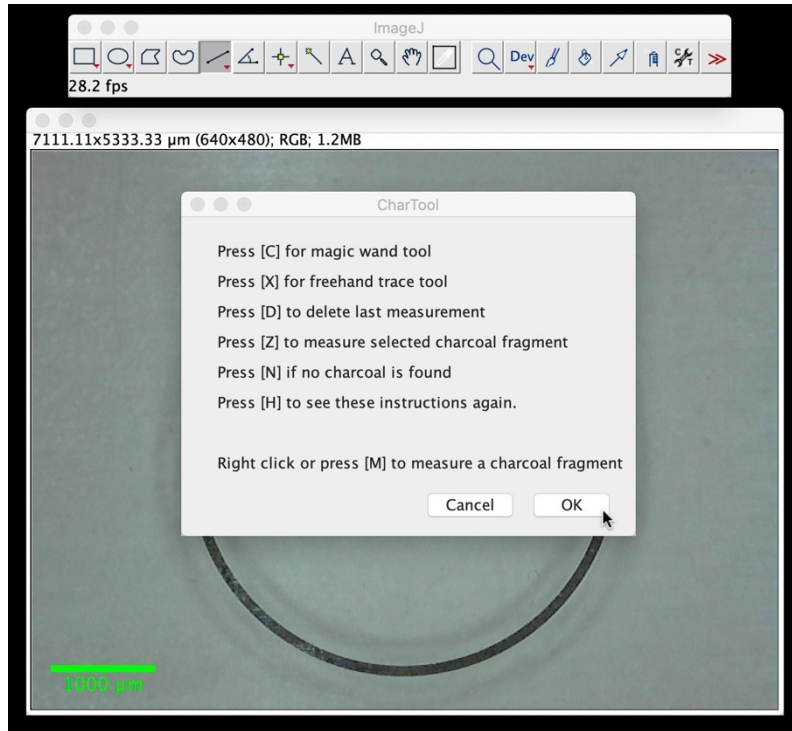 ImageJ
A Dev C T >>
28.2 fps
7111.11x5333.33 µm (640x480); RGB; 1.2MB
CharTool
Press [C] for magic wand tool
Press [X] for freehand trace tool
Press [D] to delete last measurement
Press [Z] to measure selected charcoal fragment
Press [N] if no charcoal is found
Press [H] to see these instructions again.
Right click or press [M] to measure a charcoal fragment
Cancel OK
1000 µm